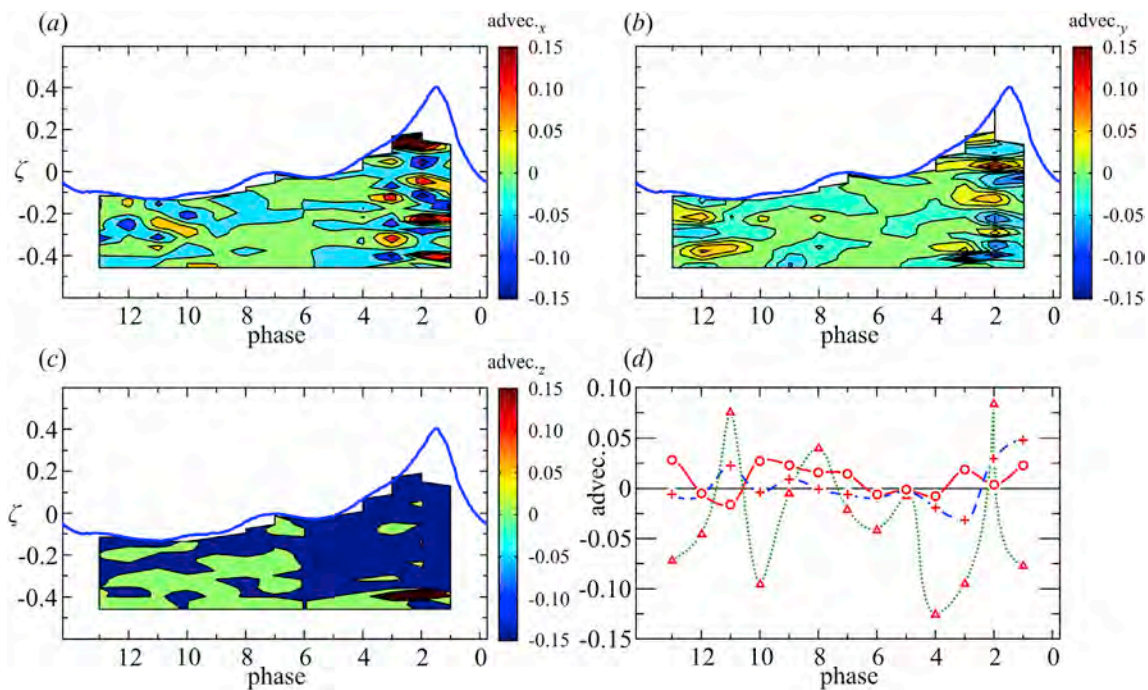 (a) advec.x (b) advec.y
0.15 0.15
0.4 0.10 0.10
0.2 0.05 0.05
ζ 0 0 0
-0.2 -0.05 -0.05
-0.4 -0.10 -0.10
-0.15 -0.15
12 10 8 6 4 2 0 12 10 8 6 4 2 0
phase phase
(c) advec.z (d)
0.15 0.10
0.4 0.10
0.2 0.05 0.05
ζ 0 0 advec. 0
-0.2 -0.05 -0.05
-0.4 -0.10 -0.10
-0.15 -0.15
12 10 8 6 4 2 0 12 10 8 6 4 2 0
phase phase